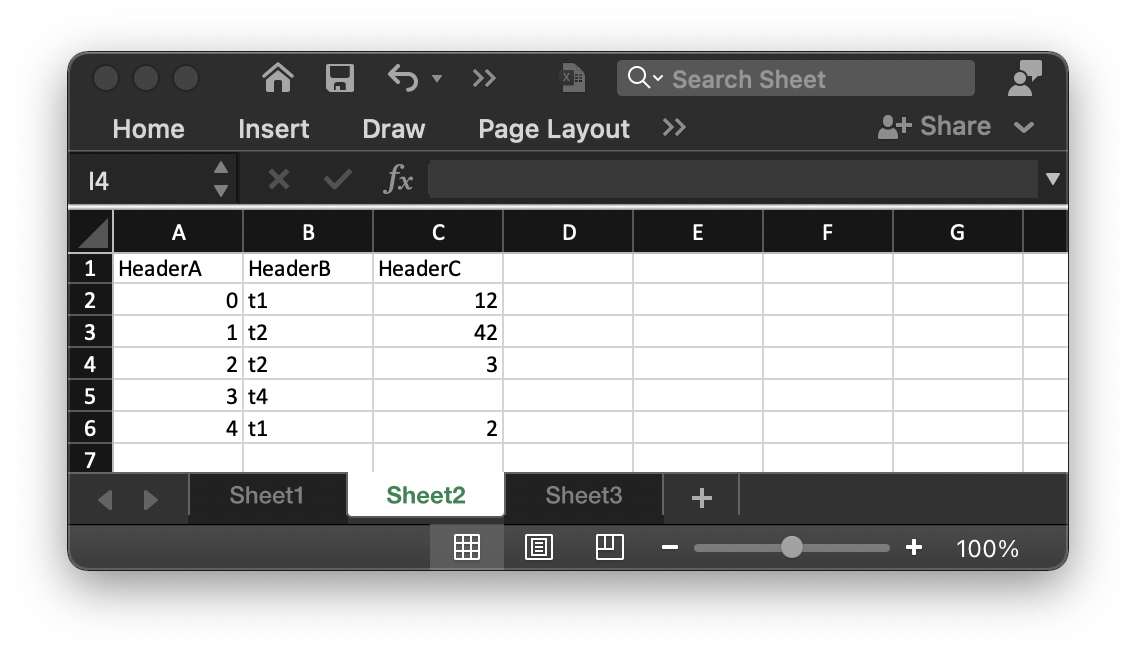 Search Sheet
Home Insert Draw Page Layout Share
I4 fx
A B C D E F G
1 HeaderA HeaderB HeaderC
2 0 t1 12
3 1 t2 42
4 2 t2 3
5 3 t4
6 4 t1 2
7
Sheet1 Sheet2 Sheet3 +
100%